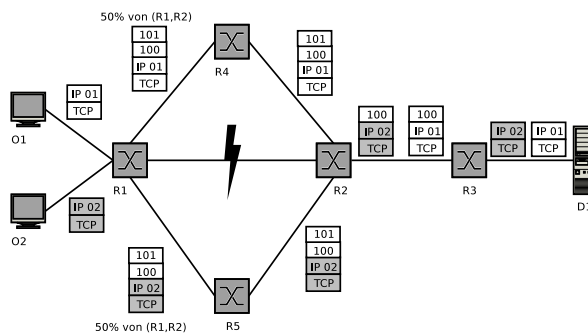 50% von (R1,R2)
101
100
IP 01
TCP
R4
101
100
IP 01
TCP
IP 01
TCP
O1
R1
100
IP 02
TCP
100
IP 01
TCP
R2
R3
IP 02
TCP
IP 01
TCP
D1
IP 02
TCP
O2
101
100
IP 02
TCP
50% von (R1,R2)
R5
101
100
IP 02
TCP